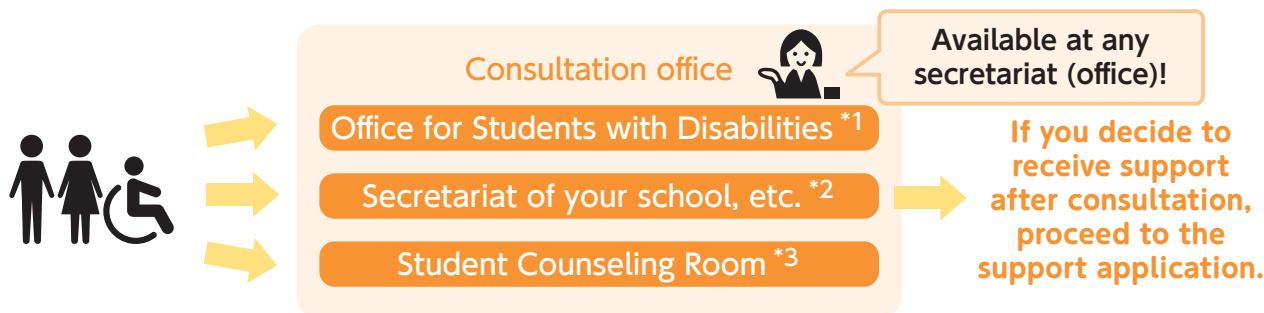 Consultation office
Available at any
secretariat (office)!
Office for Students with Disabilities *1
Secretariat of your school, etc. *2
Student Counseling Room *3
If you decide to
receive support
after consultation,
proceed to the
support application.